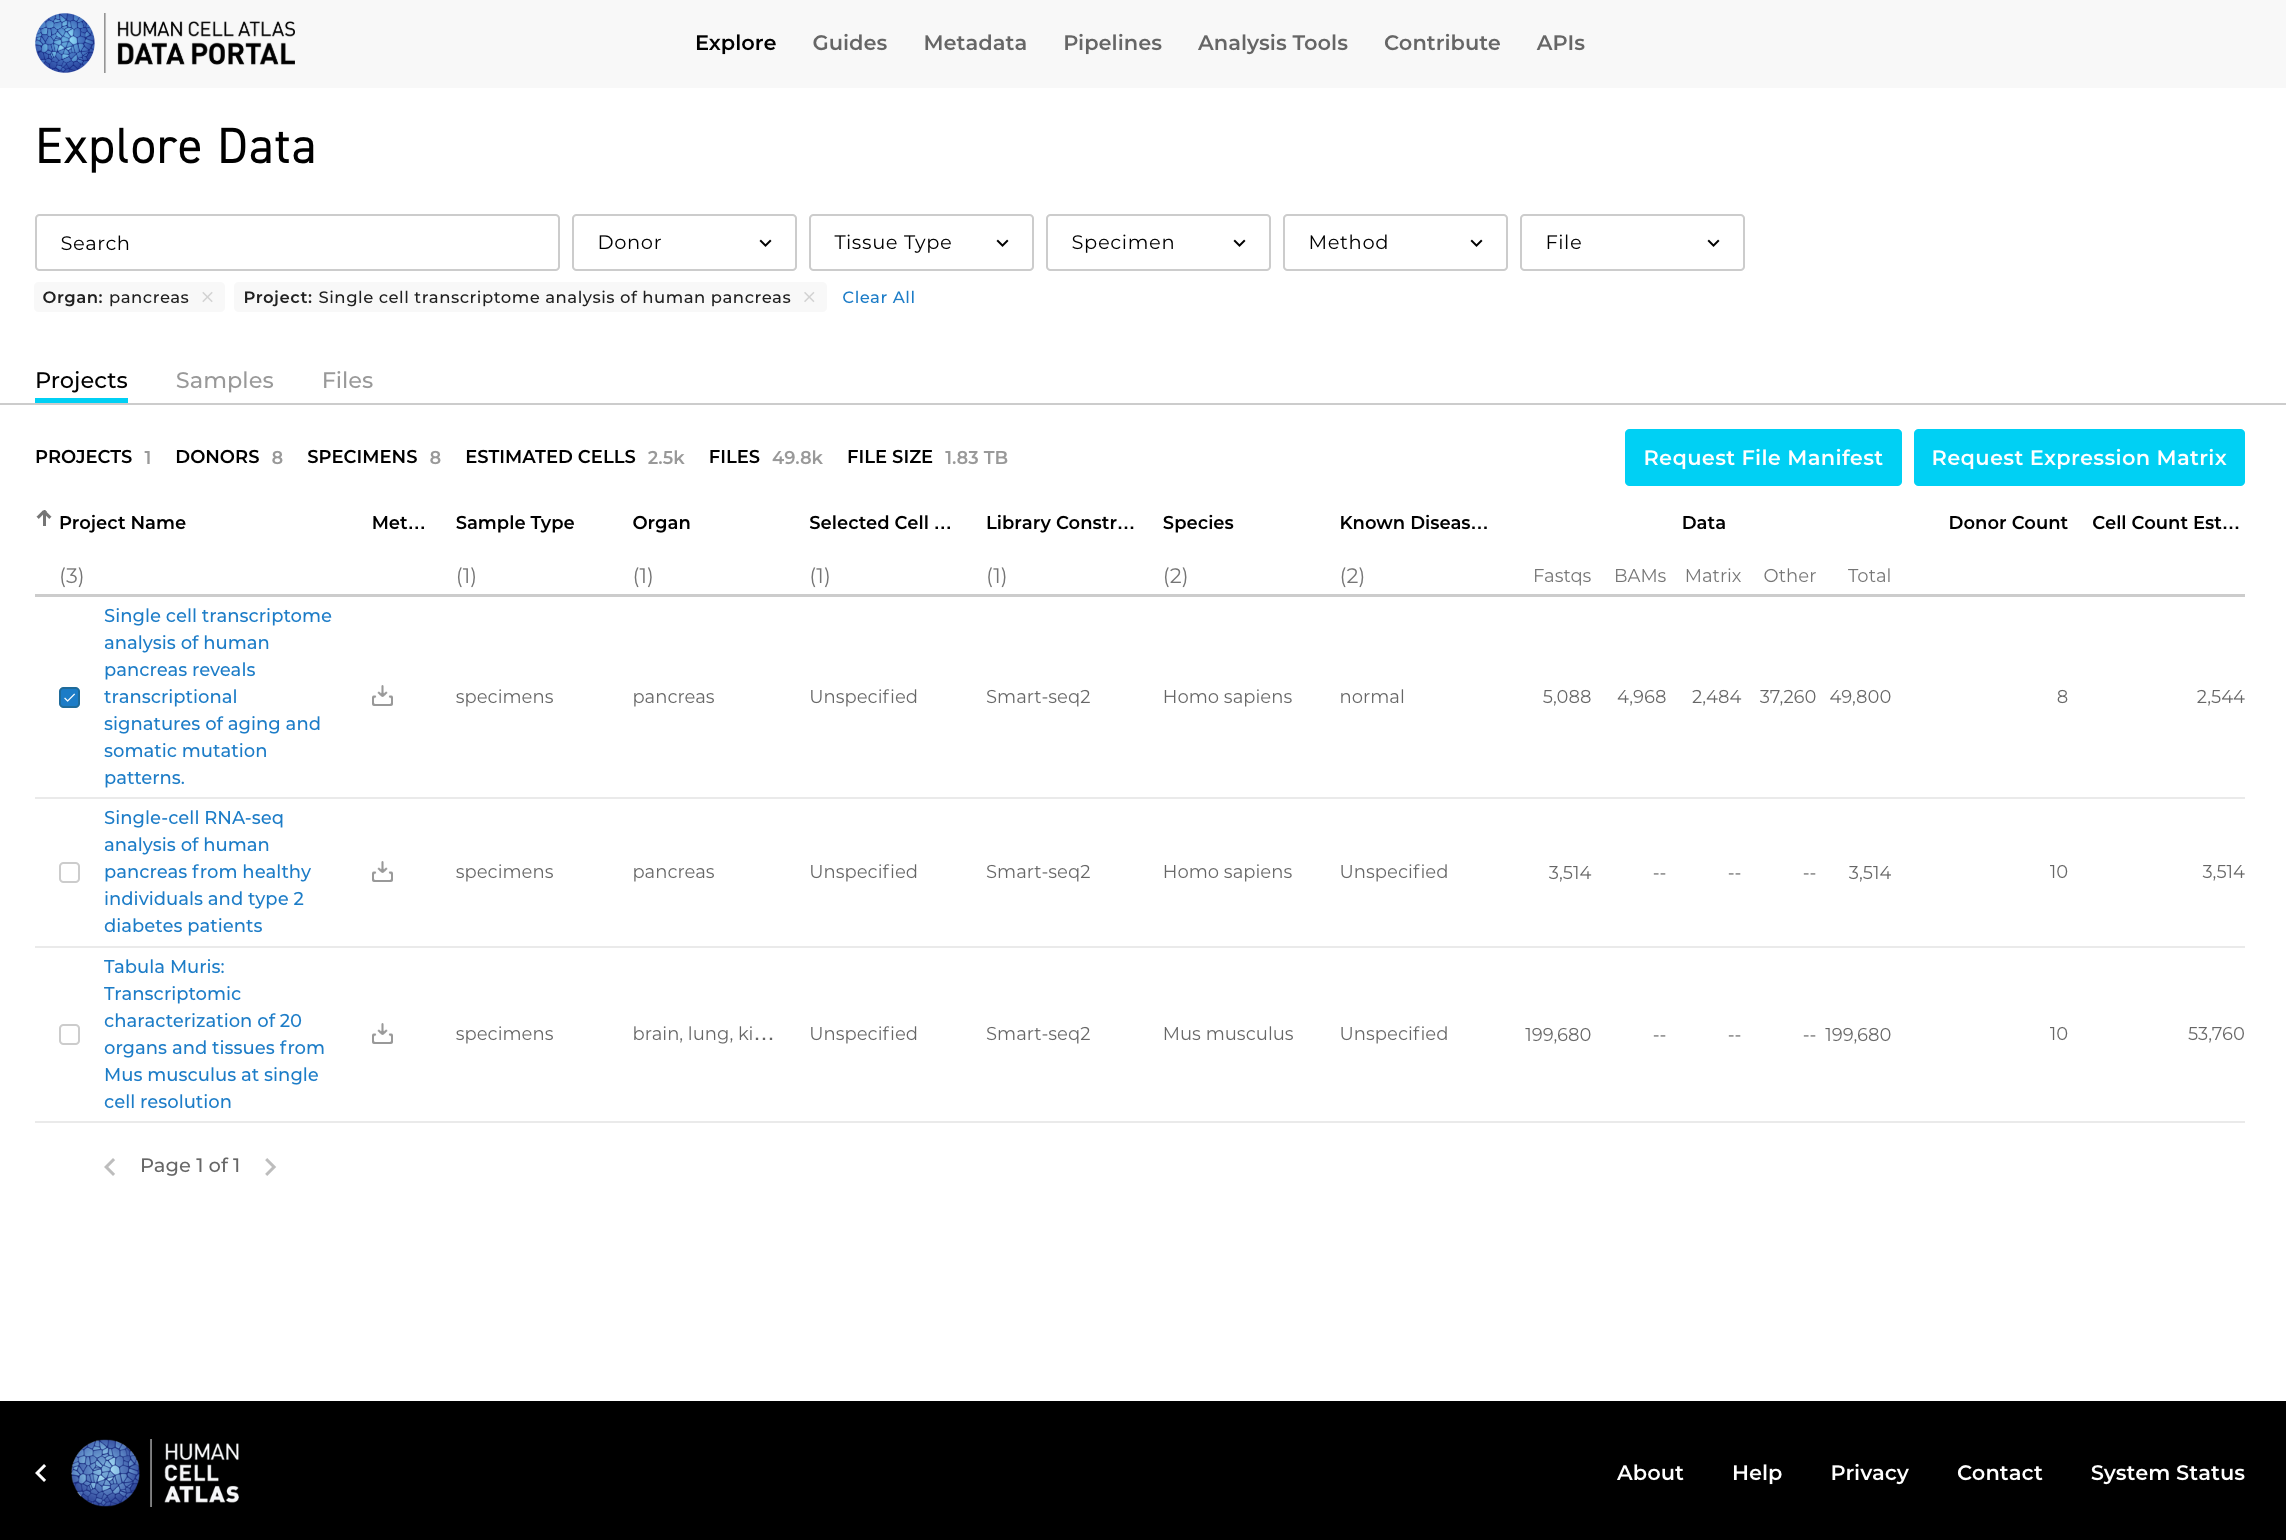 HUMAN CELL ATLAS
DATA PORTAL
Explore Guides Metadata Pipelines Analysis Tools Contribute APIs
Explore Data
Search Donor Tissue Type Specimen Method File
Organ: pancreas Project: Single cell transcriptome analysis of human pancreas Clear All
Projects Samples Files
PROJECTS 1 DONORS 8 SPECIMENS 8 ESTIMATED CELLS 2.5k FILES 49.8k FILE SIZE 1.83 TB Request File Manifest Request Expression Matrix
Project Name Met... Sample Type Organ Selected Cell ... Library Constr... Species Known Diseas... Data Donor Count Cell Count Est...
(3) (1) (1) (1) (1) (2) (2) Fastqs BAMs Matrix Other Total
Single cell transcriptome
analysis of human
pancreas reveals
transcriptional specimens pancreas Unspecified Smart-seq2 Homo sapiens normal 5,088 4,968 2,484 37,260 49,800 8 2,544
signatures of aging and
somatic mutation
patterns.
Single-cell RNA-seq
analysis of human
pancreas from healthy specimens pancreas Unspecified Smart-seq2 Homo sapiens Unspecified 3,514 -- -- -- 3,514 10 3,514
individuals and type 2
diabetes patients
Tabula Muris:
Transcriptomic
characterization of 20
organs and tissues from specimens brain, lung, ki... Unspecified Smart-seq2 Mus musculus Unspecified 199,680 -- -- -- 199,680 10 53,760
Mus musculus at single
cell resolution
Page 1 of 1
HUMAN
CELL
ATLAS
About Help Privacy Contact System Status